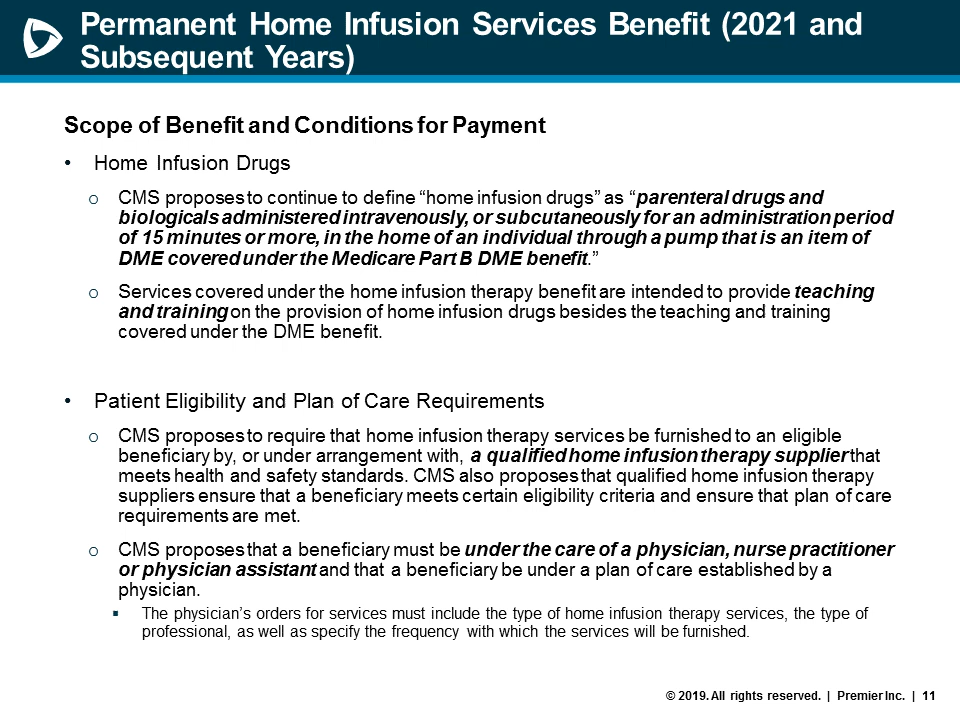 Permanent Home Infusion Services Benefit (2021 and
Subsequent Years)
Scope of Benefit and Conditions for Payment
• Home Infusion Drugs
o CMS proposes to continue to define “home infusion drugs” as “parenteral drugs and
biologicals administered intravenously, or subcutaneously for an administration period
of 15 minutes or more, in the home of an individual through a pump that is an item of
DME covered under the Medicare Part B DME benefit.”
o Services covered under the home infusion therapy benefit are intended to provide teaching
and training on the provision of home infusion drugs besides the teaching and training
covered under the DME benefit.
• Patient Eligibility and Plan of Care Requirements
o CMS proposes to require that home infusion therapy services be furnished to an eligible
beneficiary by, or under arrangement with, a qualified home infusion therapy supplier that
meets health and safety standards. CMS also proposes that qualified home infusion therapy
suppliers ensure that a beneficiary meets certain eligibility criteria and ensure that plan of care
requirements are met.
o CMS proposes that a beneficiary must be under the care of a physician, nurse practitioner
or physician assistant and that a beneficiary be under a plan of care established by a
physician.
▪ The physician’s orders for services must include the type of home infusion therapy services, the type of
professional, as well as specify the frequency with which the services will be furnished.
© 2019. All rights reserved. | Premier Inc. | 11